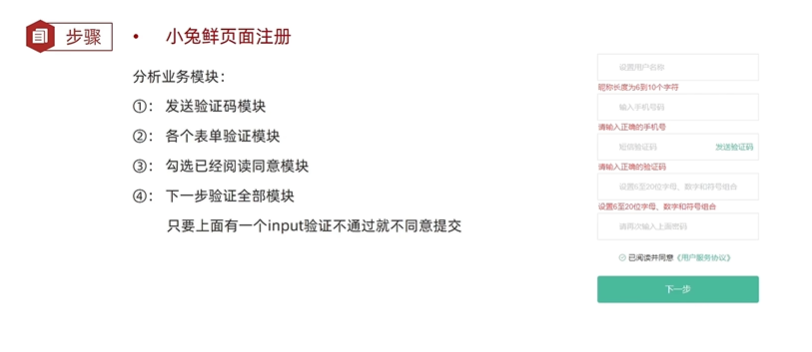 步骤
• 小兔鲜页面注册
分析业务模块：
①： 发送验证码模块
②： 各个表单验证模块
③： 勾选已经阅读同意模块
④： 下一步验证全部模块
只要上面有一个input验证不通过就不同意提交
设置用户名称
昵称长度为6到10个字符
输入手机号码
请输入正确的手机号
短信验证码 发送验证码
请输入正确的验证码
设置6至20位字母、数字和符号组合
设置6至20位字母、数字和符号组合
请再次输入上面密码
已阅读并同意《用户服务协议》
下一步